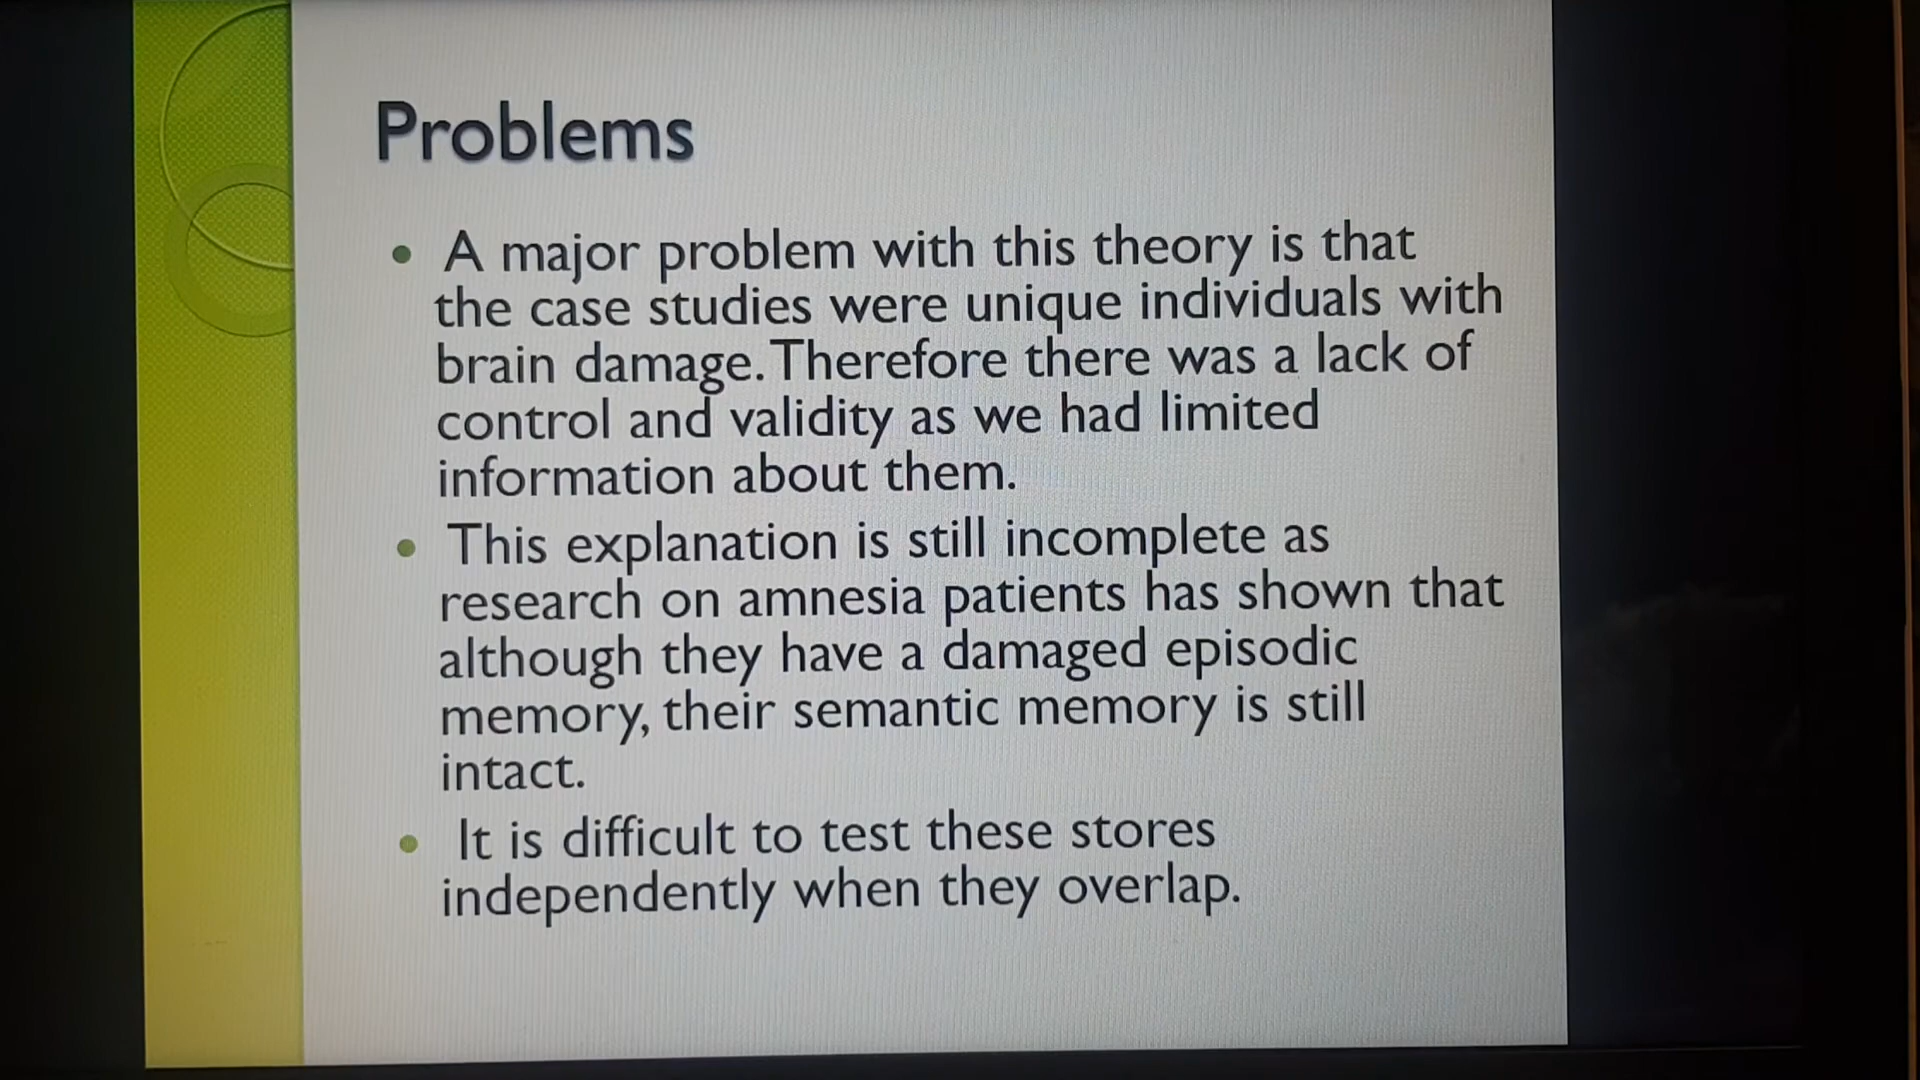 Problems
• A major problem with this theory is that
the case studies were unique individuals with
brain damage. Therefore there was a lack of
control and validity as we had limited
information about them.
• This explanation is still incomplete as
research on amnesia patients has shown that
although they have a damaged episodic
memory, their semantic memory is still
intact.
• It is difficult to test these stores
independently when they overlap.